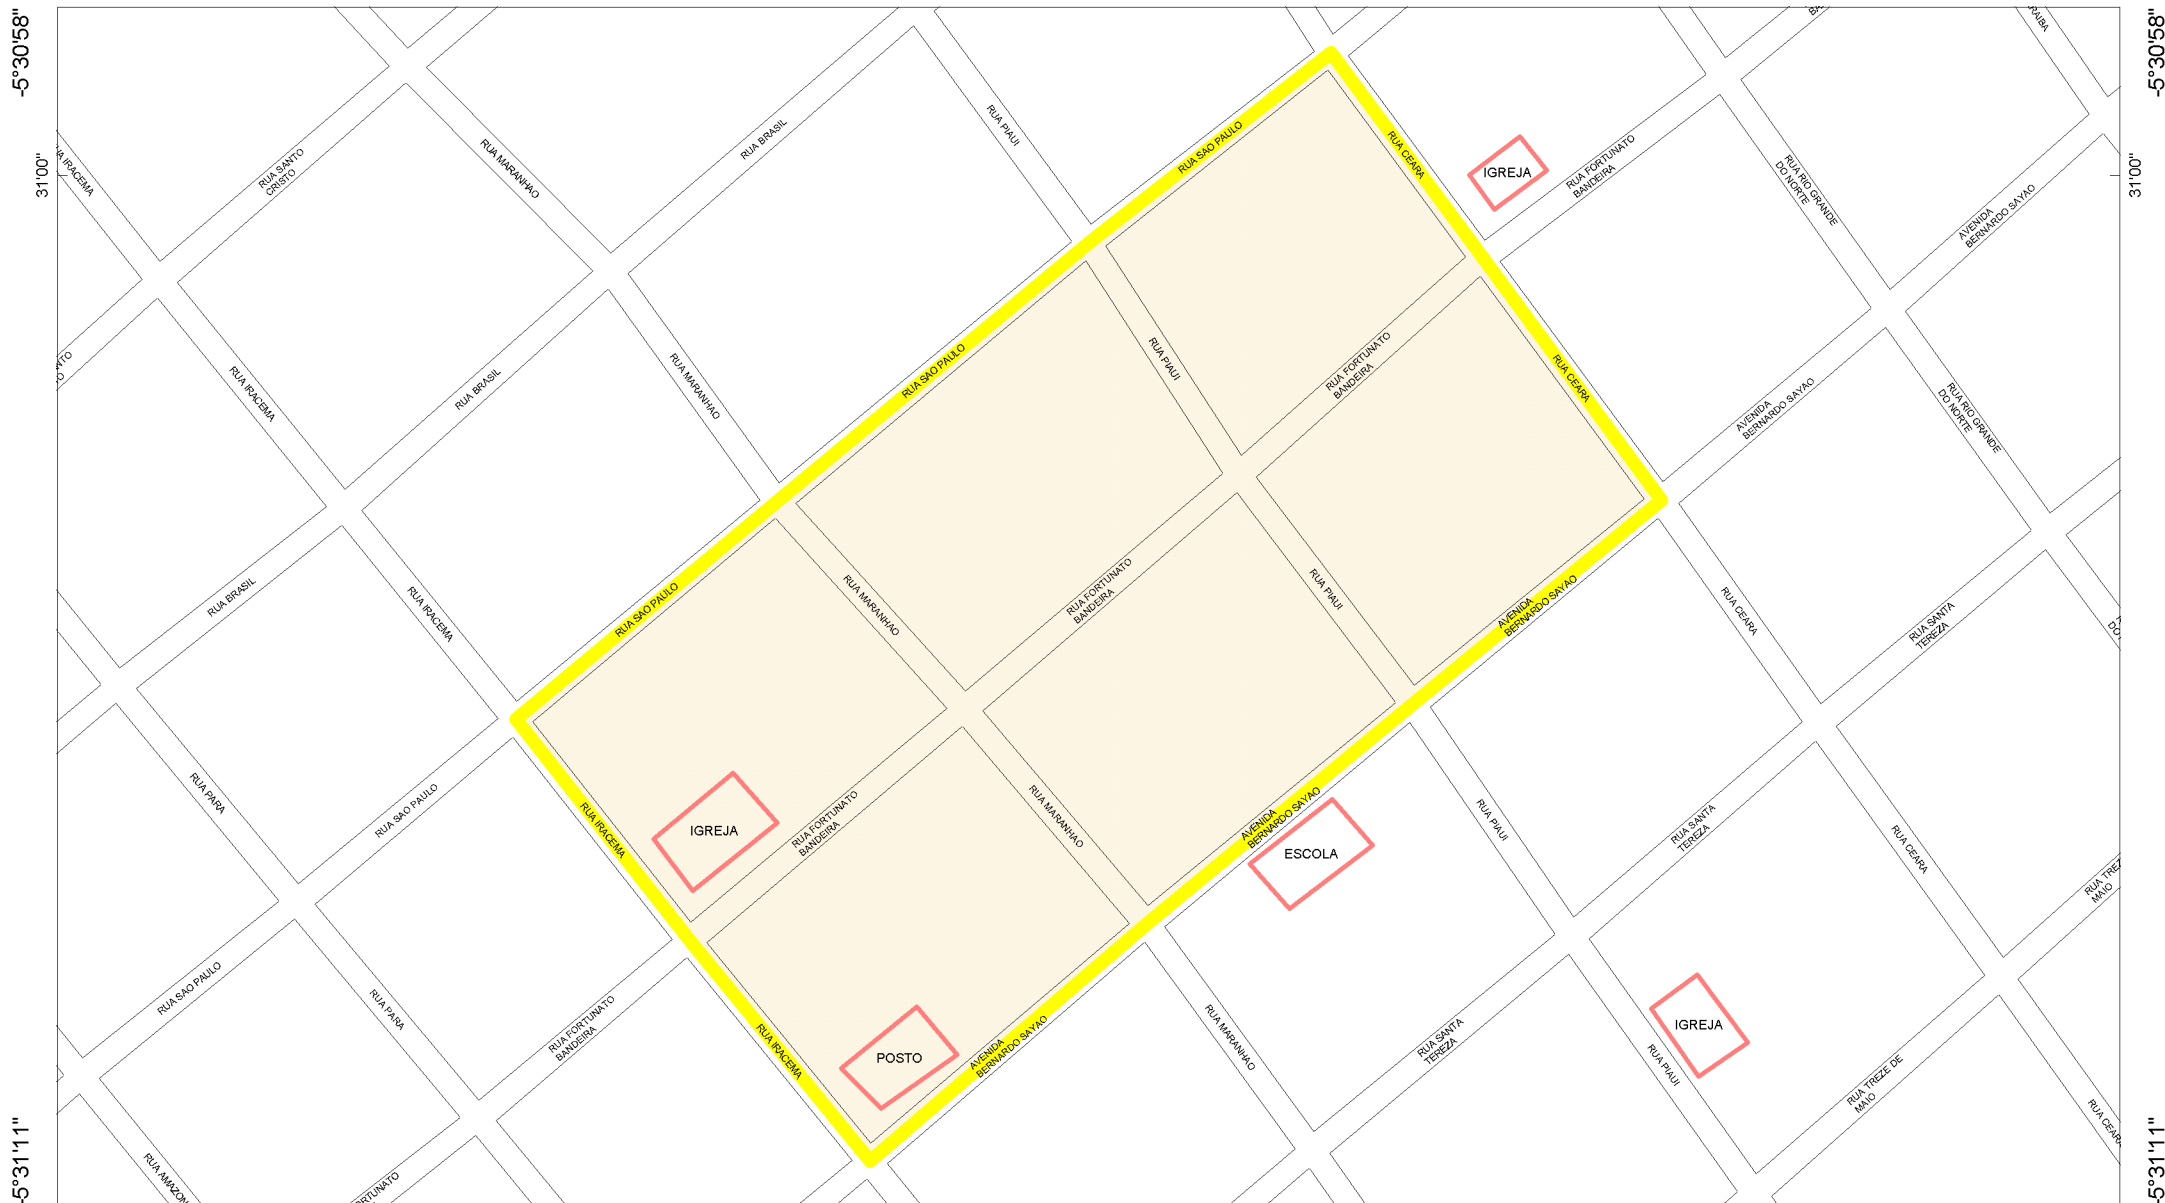 -5°30'58"
-5°30'58"
31'00"
31'00"
RUA SANTO
CRISTO
RUA MARANHAO
RUA BRASIL
RUA PIAUI
RUA SAO PAULO
RUA CEARA
IGREJA
RUA FORTUNATO
BANDEIRA
RUA RIO GRANDE
DO NORTE
AVENIDA
BERNARDO SAYAO
RUA IRACEMA
RUA BRASIL
RUA MARANHAO
RUA SAO PAULO
RUA PIAUI
RUA FORTUNATO
BANDEIRA
RUA CEARA
AVENIDA
BERNARDO SAYAO
RUA RIO GRANDE
DO NORTE
RUA BRASIL
RUA IRACEMA
RUA SAO PAULO
RUA MARANHAO
RUA FORTUNATO
BANDEIRA
RUA PIAUI
AVENIDA
BERNARDO SAYAO
RUA CEARA
RUA SANTA
TEREZA
RUA PARA
RUA SAO PAULO
RUA IRACEMA
IGREJA
RUA FORTUNATO
BANDEIRA
RUA MARANHAO
AVENIDA
BERNARDO SAYAO
ESCOLA
RUA PIAUI
RUA SANTA
TEREZA
RUA CEARA
RUA TREZ
MAIO
RUA SAO PAULO
RUA PARA
RUA FORTUNATO
BANDEIRA
RUA IRACEMA
POSTO
AVENIDA
BERNARDO SAYAO
RUA MARANHAO
RUA SANTA
TEREZA
IGREJA
RUA PIAUI
RUA TREZE DE
MAIO
RUA CEARA
RUA AMAZON
-5°31'11"
-5°31'11"